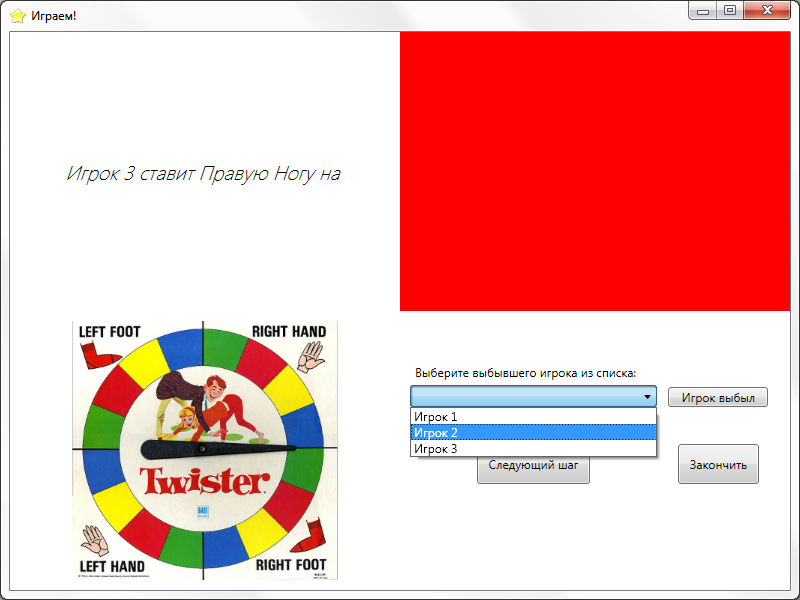 Играем!
Игрок 3 ставит Правую Ногу на
LEFT FOOT
RIGHT HAND
Twister
MB
LEFT HAND
RIGHT FOOT
Выберите выбывшего игрока из списка:
Игрок выбыл
Игрок 1
Игрок 2
Игрок 3
Следующий шаг
Закончить